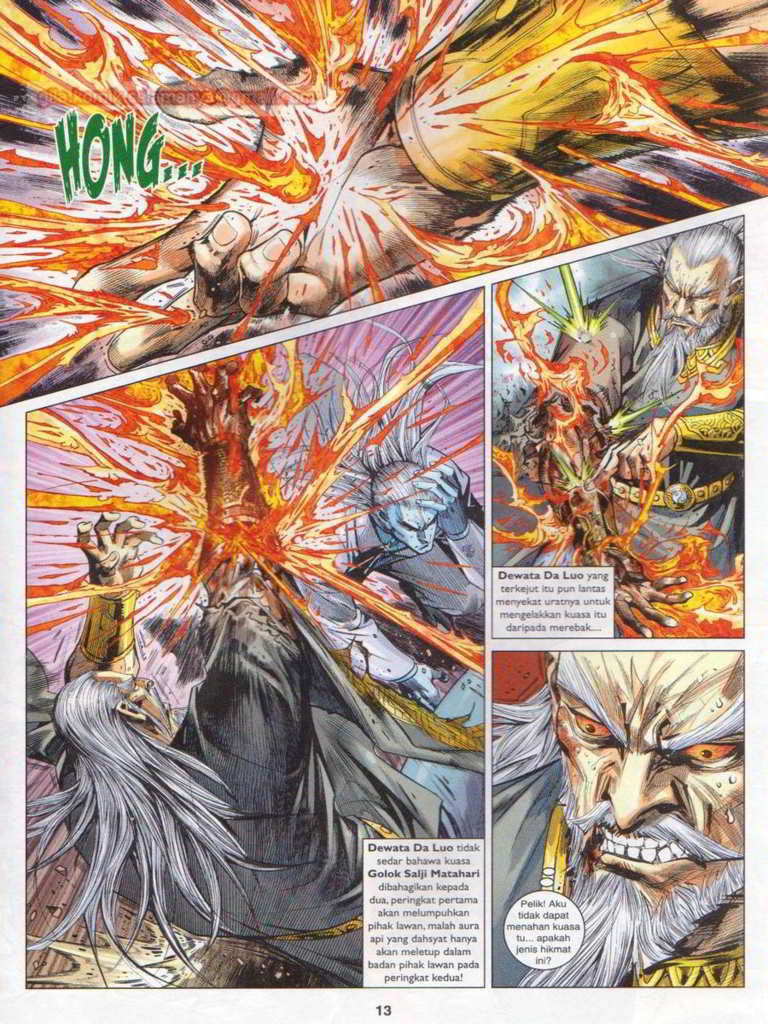 HONG...
Dewata Da Luo tidak
sedar bahawa kuasa
Golok Salji Matahari
dibahagikan kepada
dua, peringkat pertama
akan melumpuhkan
pihak lawan, malah aura
api yang dahsyat hanya
akan meletup dalam
badan pihak lawan pada
peringkat kedua!
Dewata Da Luo yang
terkejut itu pun lantas
menyekat uratnya untuk
mengelakkan kuasa itu
daripada merebak....
Pelik! Aku
tidak dapat
menahan kuasa
tu... apakah
jenis hikmat
ini?
13